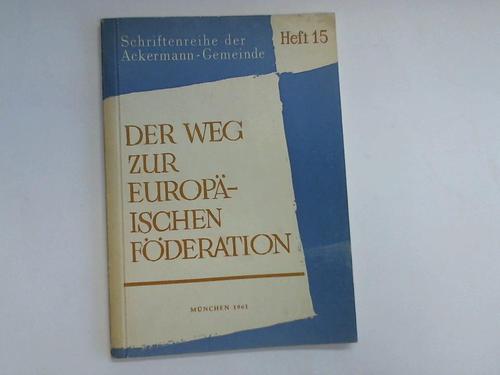 Schriftenreihe der
Ackermann-Gemeinde
Heft 15
DER WEG
ZUR
EUROPÄ-
ISCHEN
FÖDERATION
MÜNCHEN 1961